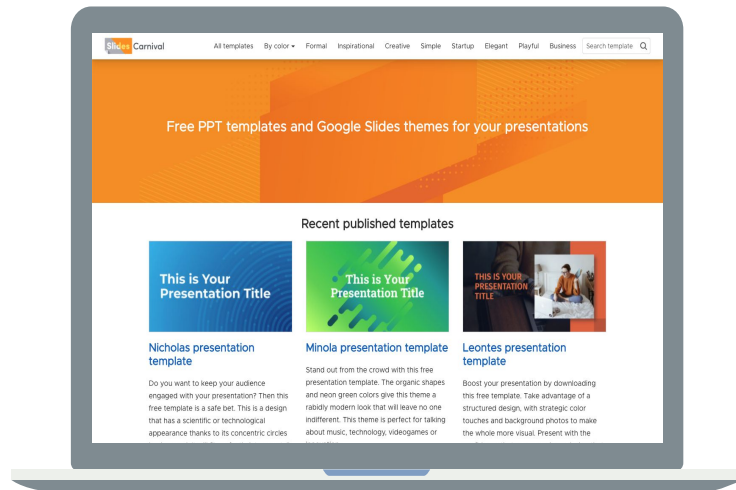 Slides Carnival
All templates By color Formal Inspirational Creative Simple Startup Elegant Playful Business Search template
Free PPT templates and Google Slides themes for your presentations
Recent published templates
This is Your
Presentation Title
Nicholas presentation
template
Do you want to keep your audience
engaged with your presentation? Then this
free template is a safe bet. This is a design
that has a scientific or technological
appearance thanks to its concentric circles
This is Your
Presentation Title
Minola presentation template
Stand out from the crowd with this free
presentation template. The organic shapes
and neon green colors give this theme a
rabidly modern look that will leave no one
indifferent. This theme is perfect for talking
about music, technology, videogames or
THIS IS YOUR
PRESENTATION
TITLE
Leontes presentation
template
Boost your presentation by downloading
this free template. Take advantage of a
structured design, with strategic color
touches and background photos to make
the whole more visual. Present with the